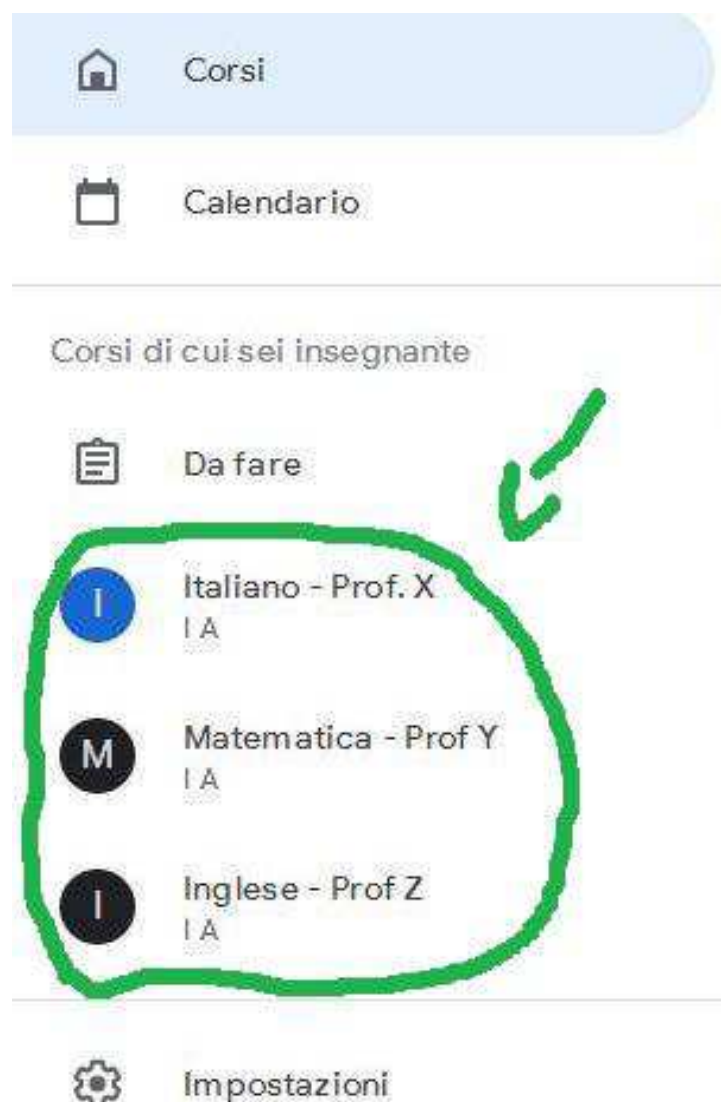 Corsi
Calendario
Corsi di cui sei insegnante
Da fare
I
Italiano - Prof. X
I A
M
Matematica - Prof Y
I A
I
Inglese - Prof Z
I A
Impostazioni